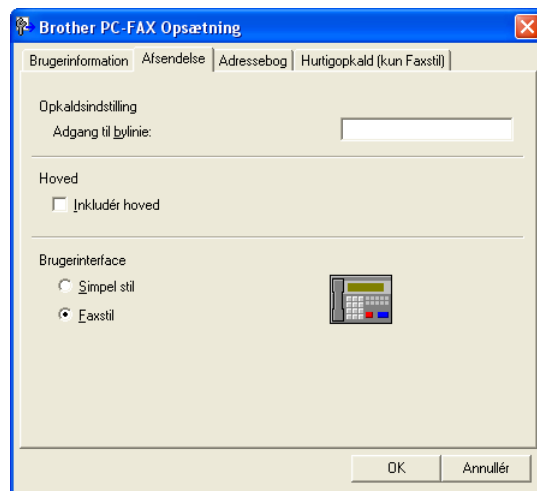 Brother PC-FAX Opsætning
Brugerinformation Afsendelse Adressebog Hurtigopkald (kun Faxstil)
Opkaldsindstilling
Adgang til bylinie:
Hoved
Inkludér hoved
Brugerinterface
Simpel stil
Faxstil
OK Annullér